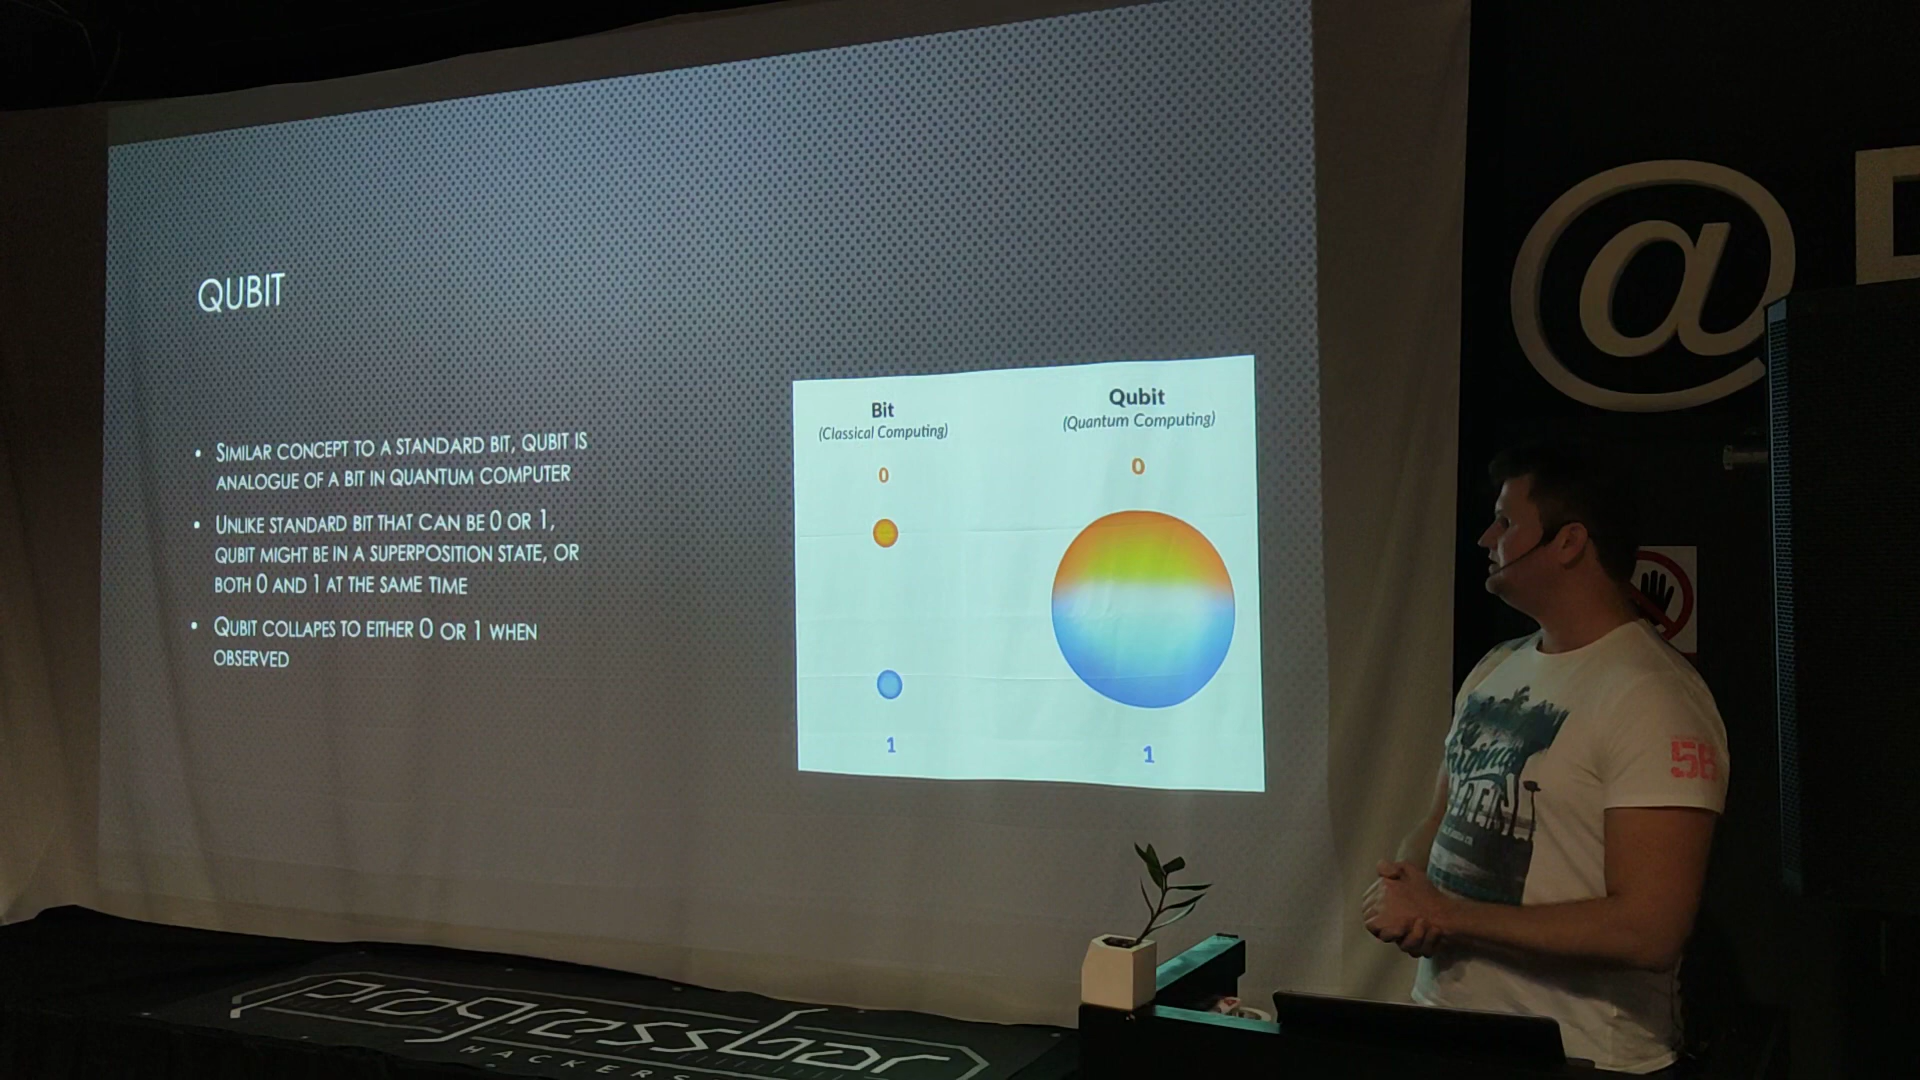 QUBIT
• SIMILAR CONCEPT TO A STANDARD BIT, QUBIT IS
ANALOGUE OF A BIT IN QUANTUM COMPUTER
• UNLIKE STANDARD BIT THAT CAN BE 0 OR 1,
QUBIT MIGHT BE IN A SUPERPOSITION STATE, OR
BOTH 0 AND 1 AT THE SAME TIME
• QUBIT COLLAPES TO EITHER 0 OR 1 WHEN
OBSERVED
Bit
(Classical Computing)
0
1
Qubit
(Quantum Computing)
0
1
@
56
progressbar